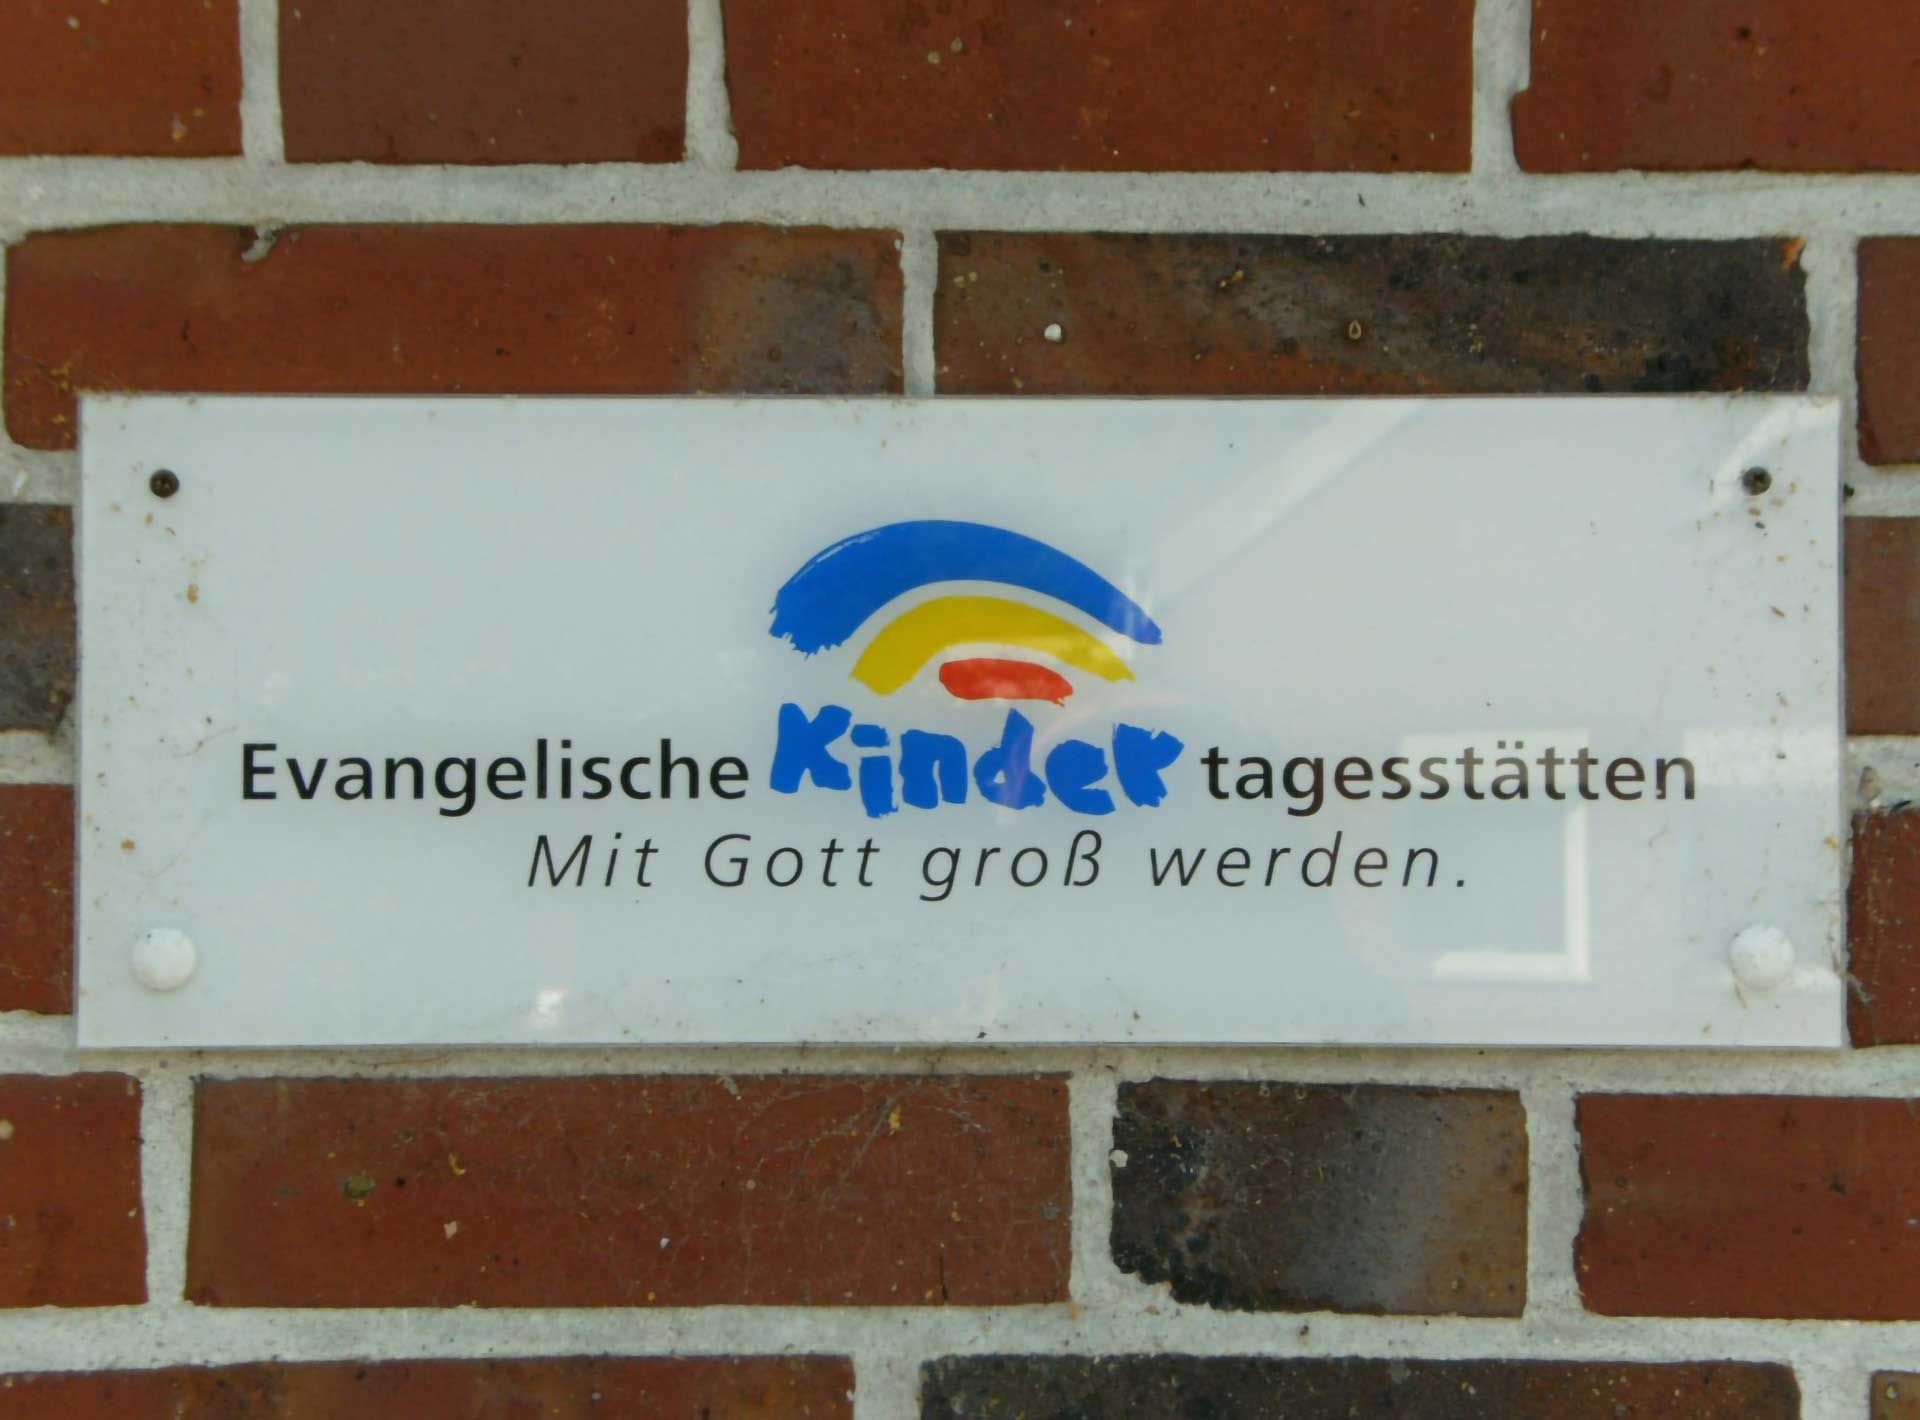 Evangelische Kinder tagesstätten
Mit Gott groß werden.